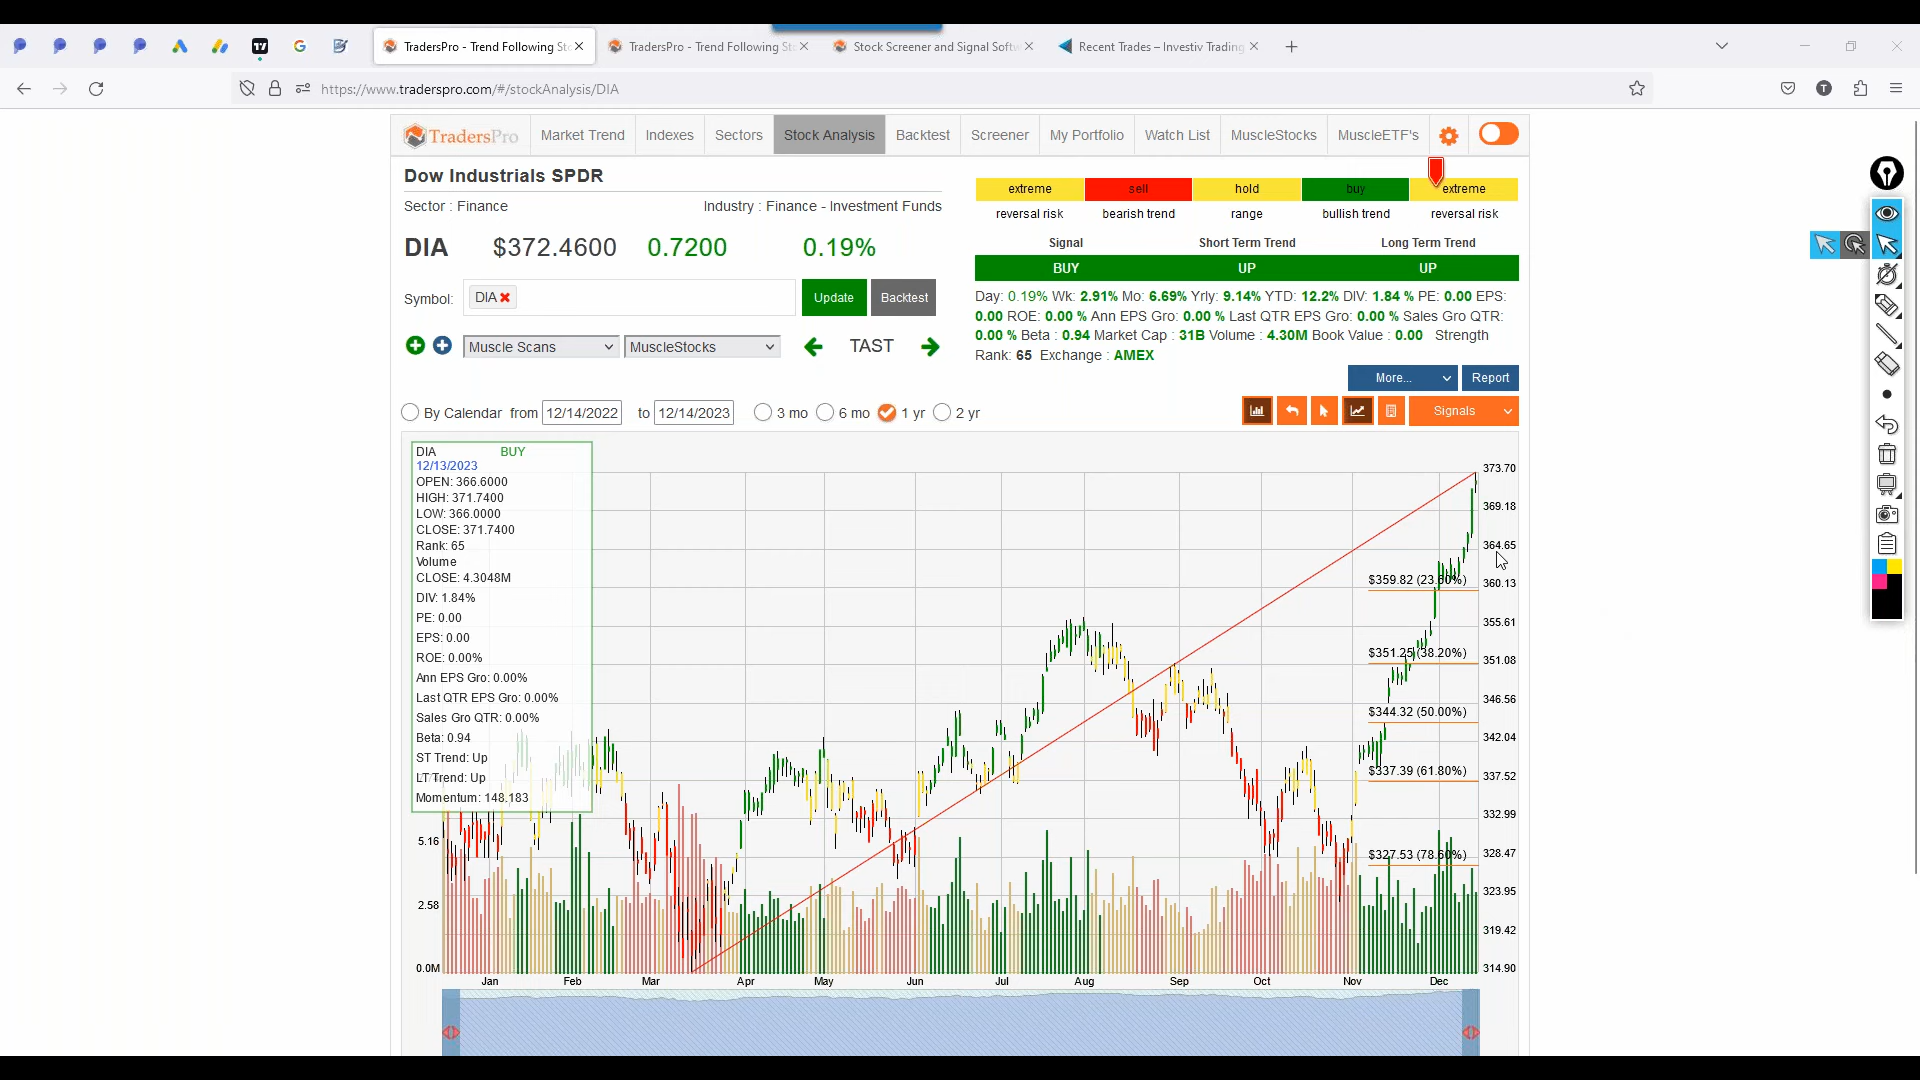 TradersPro - Trend Following St
TradersPro - Trend Following St
Stock Screener and Signal Softw
Recent Trades – Investiv Trading
https://www.traderspro.com/#/stockAnalysis/DIA
TradersPro
Market Trend
Indexes
Sectors
Stock Analysis
Backtest
Screener
My Portfolio
Watch List
MuscleStocks
MuscleETF's
Dow Industrials SPDR
Sector : Finance
Industry : Finance - Investment Funds
DIA $372.4600 0.7200 0.19%
Symbol: DIA
Update
Backtest
Muscle Scans
MuscleStocks
TAST
extreme sell hold buy extreme
reversal risk bearish trend range bullish trend reversal risk
Signal Short Term Trend Long Term Trend
BUY UP UP
Day: 0.19% Wk: 2.91% Mo: 6.69% Yrly: 9.14% YTD: 12.2% DIV: 1.84 % PE: 0.00 EPS:
0.00 ROE: 0.00 % Ann EPS Gro: 0.00 % Last QTR EPS Gro: 0.00 % Sales Gro QTR:
0.00 % Beta : 0.94 Market Cap : 31B Volume : 4.30M Book Value : 0.00 Strength
Rank: 65 Exchange : AMEX
More...
Report
By Calendar from 12/14/2022 to 12/14/2023 3 mo 6 mo 1 yr 2 yr
Signals
DIA BUY
12/13/2023
OPEN: 366.6000
HIGH: 371.7400
LOW: 366.0000
CLOSE: 371.7400
Rank: 65
Volume
CLOSE: 4.3048M
DIV: 1.84%
PE: 0.00
EPS: 0.00
ROE: 0.00%
Ann EPS Gro: 0.00%
Last QTR EPS Gro: 0.00%
Sales Gro QTR: 0.00%
Beta: 0.94
ST Trend: Up
LT Trend: Up
Momentum: 148.183
5.16
2.58
0.0M
373.70
369.18
364.65
360.13
355.61
351.08
346.56
342.04
337.52
332.99
328.47
323.95
319.42
314.90
$359.82 (23.60%)
$351.25 (38.20%)
$344.32 (50.00%)
$337.39 (61.80%)
$327.53 (78.60%)
Jan Feb Mar Apr May Jun Jul Aug Sep Oct Nov Dec